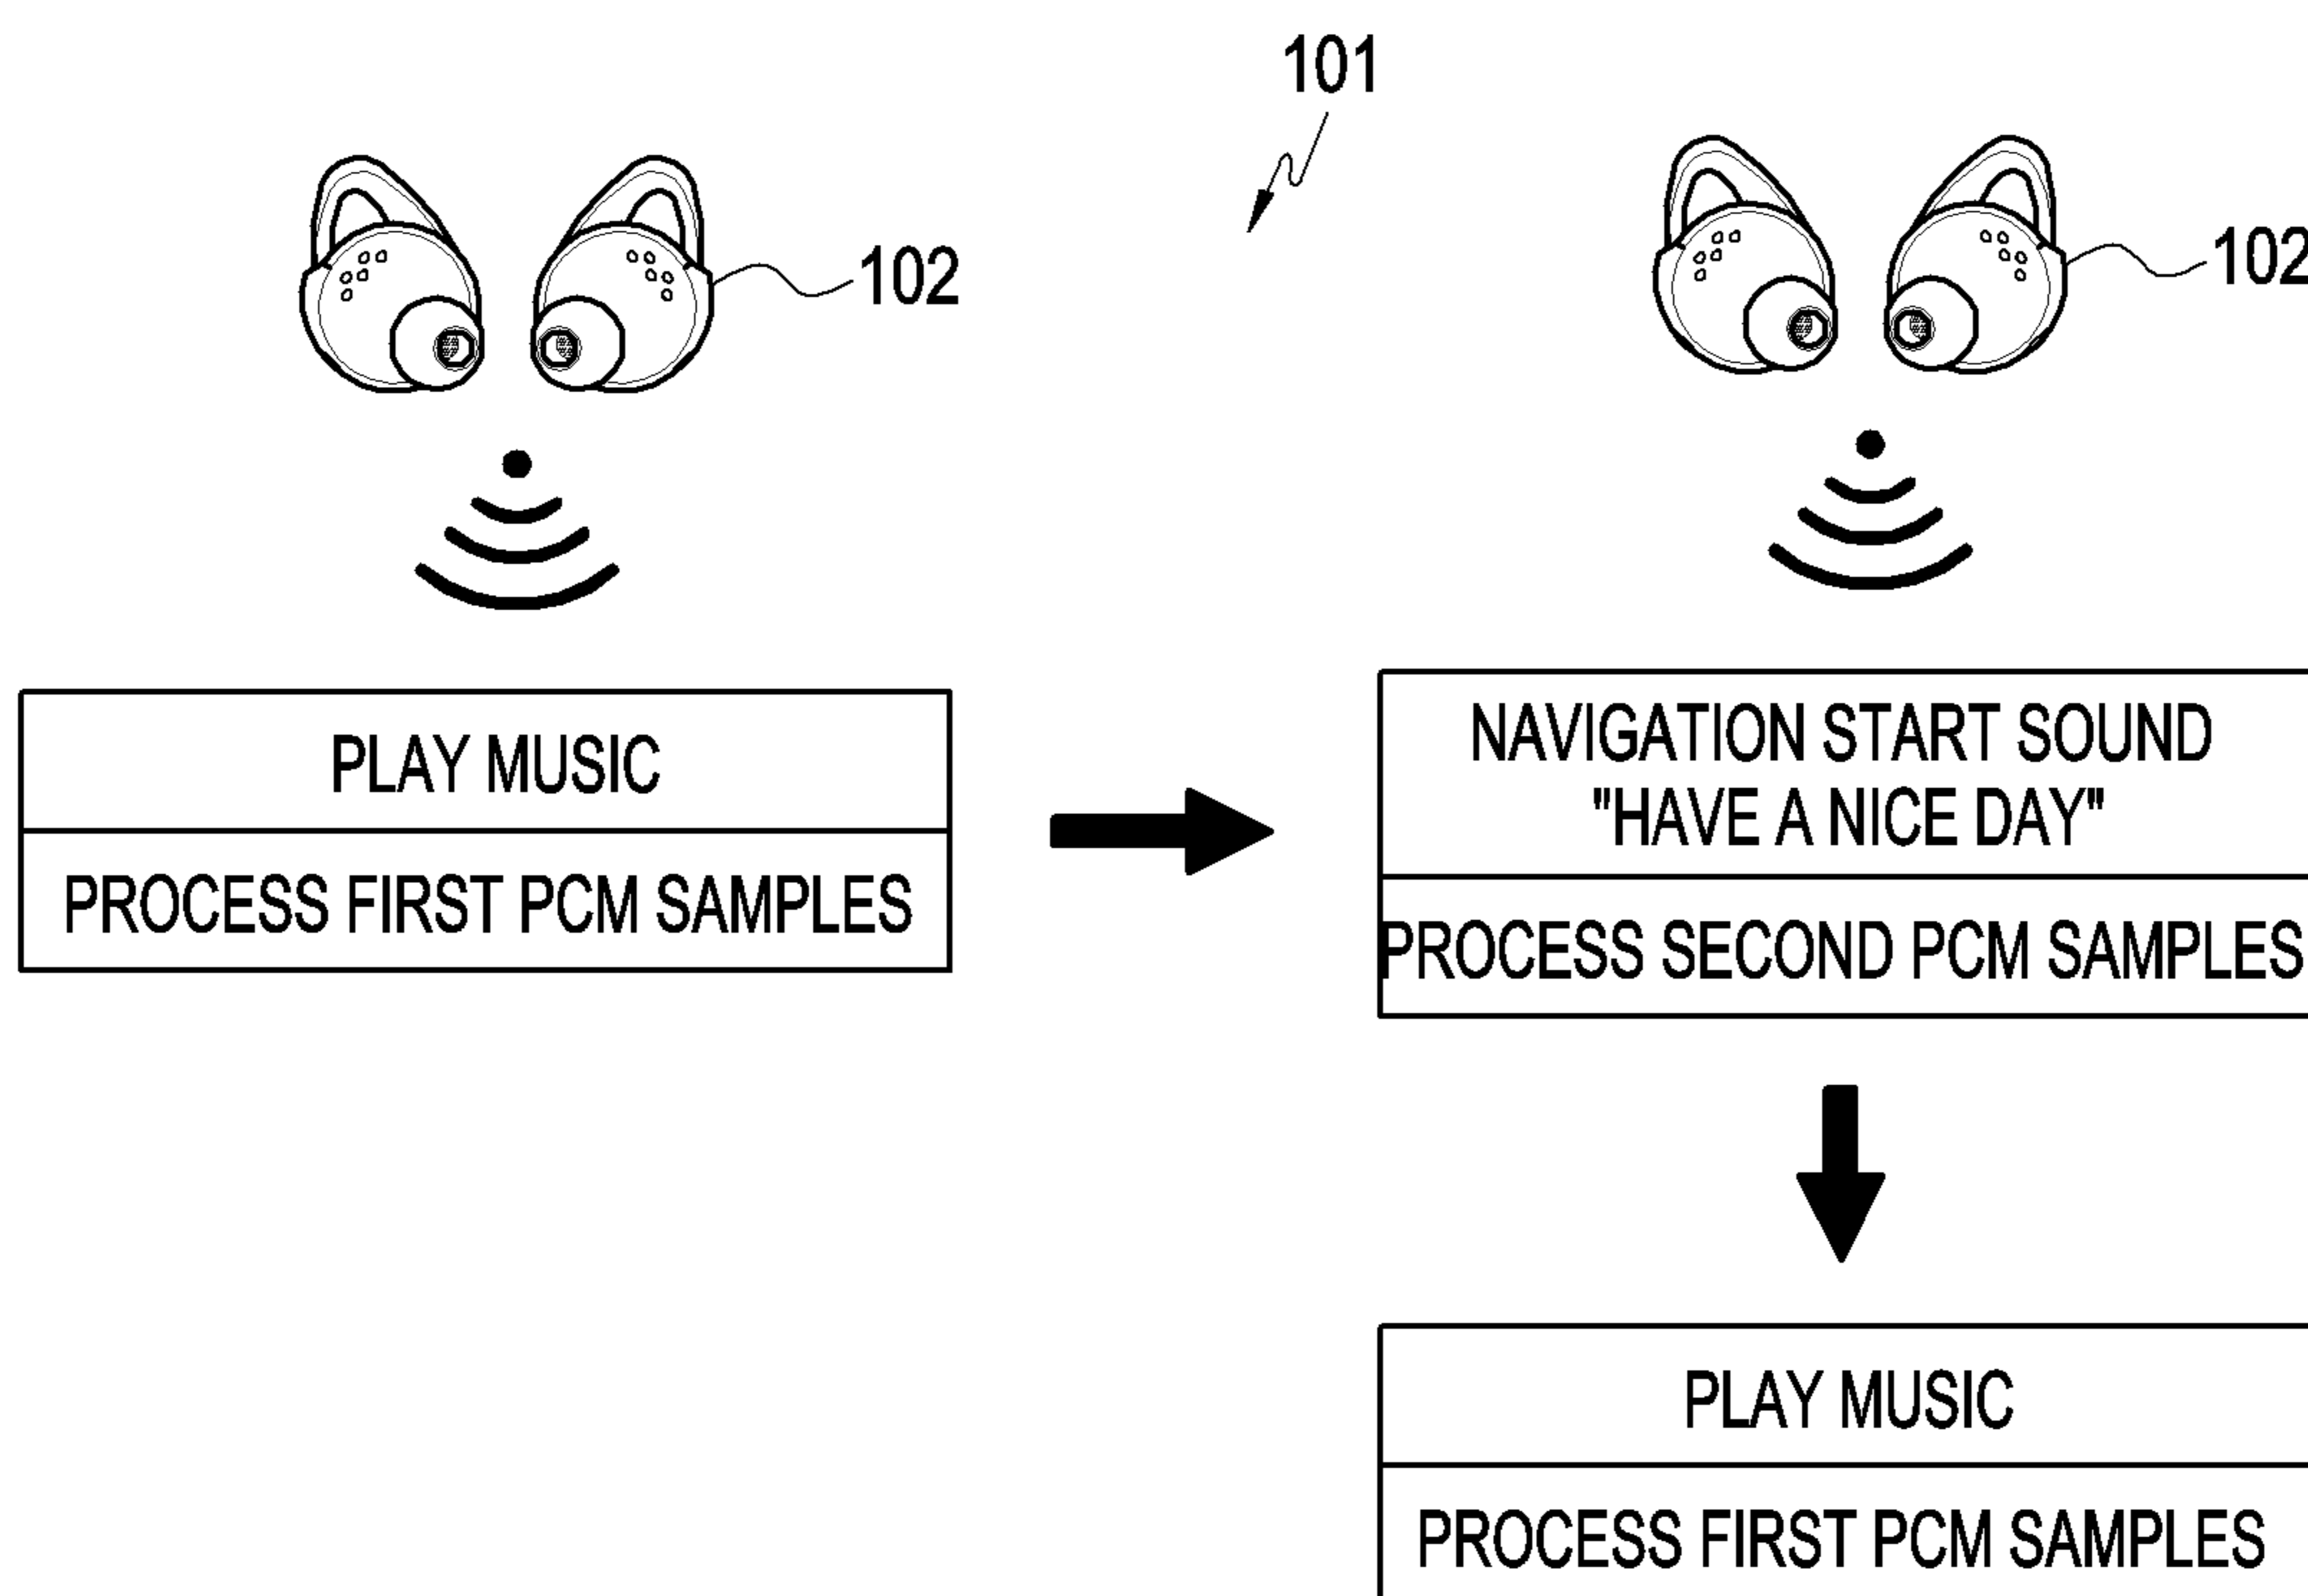 101
102
102
PLAY MUSIC
PROCESS FIRST PCM SAMPLES
NAVIGATION START SOUND
"HAVE A NICE DAY"
PROCESS SECOND PCM SAMPLES
PLAY MUSIC
PROCESS FIRST PCM SAMPLES